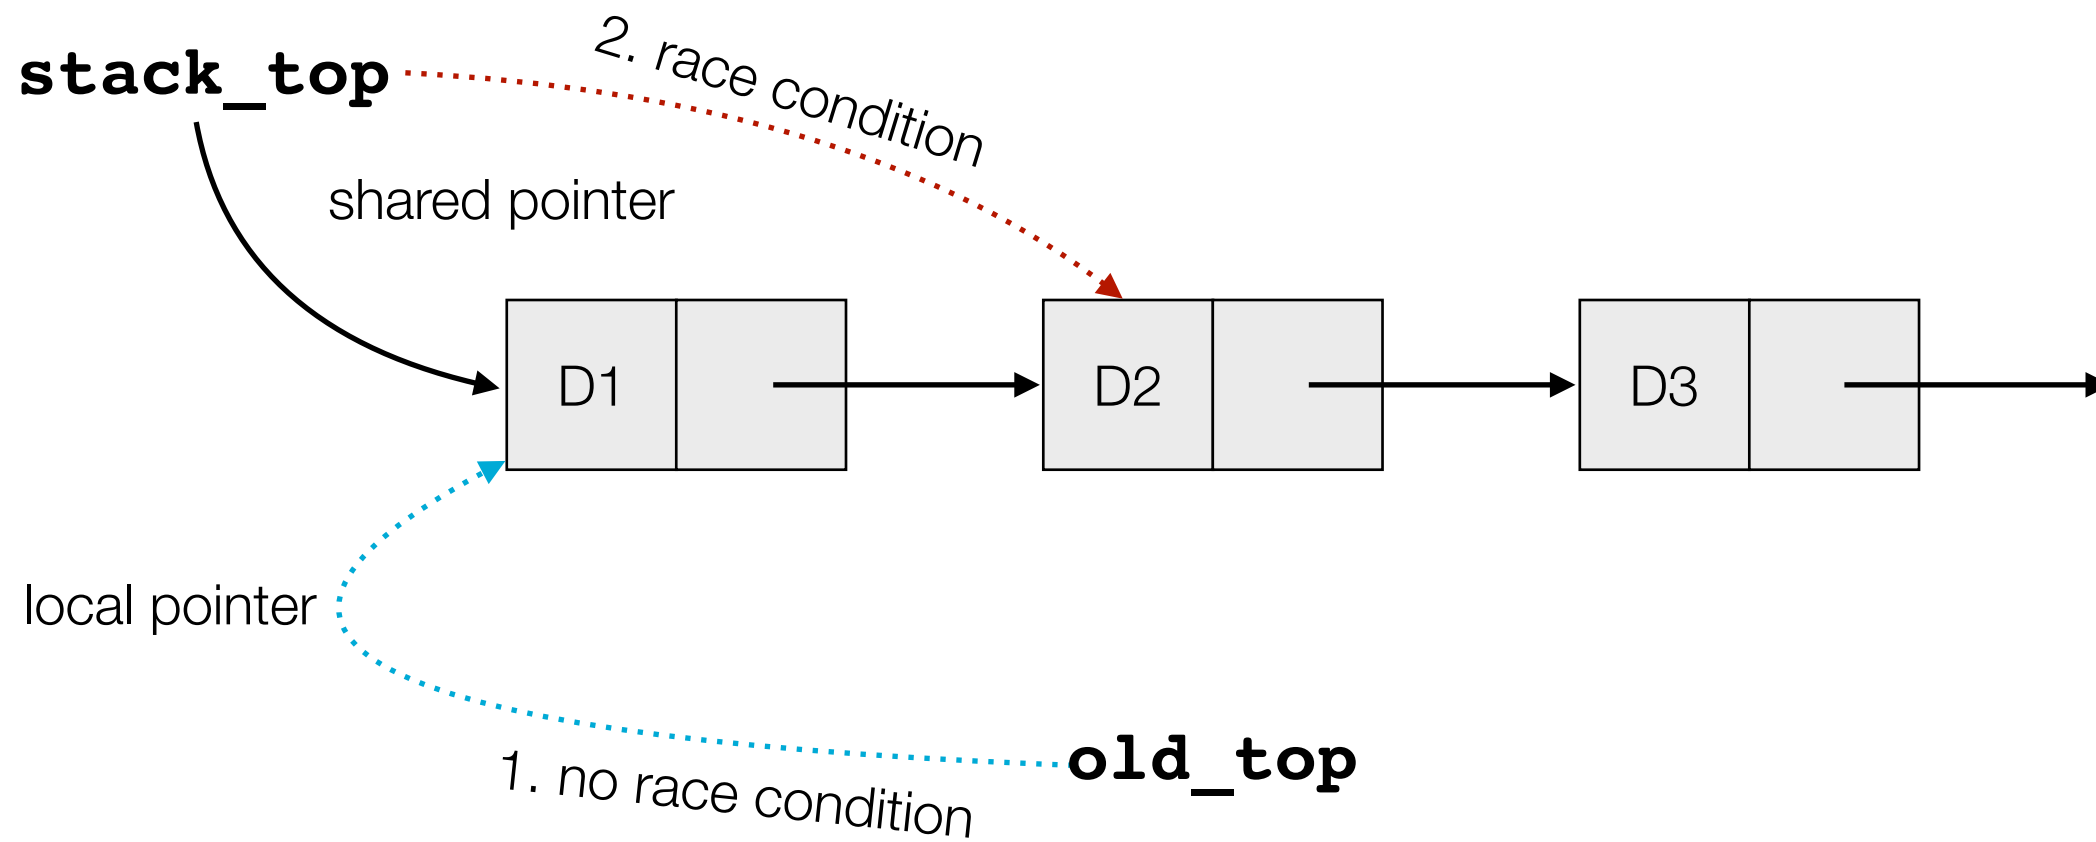 2. race condition
stack_top
shared pointer
D1
D2
D3
local pointer
1. no race condition
old_top